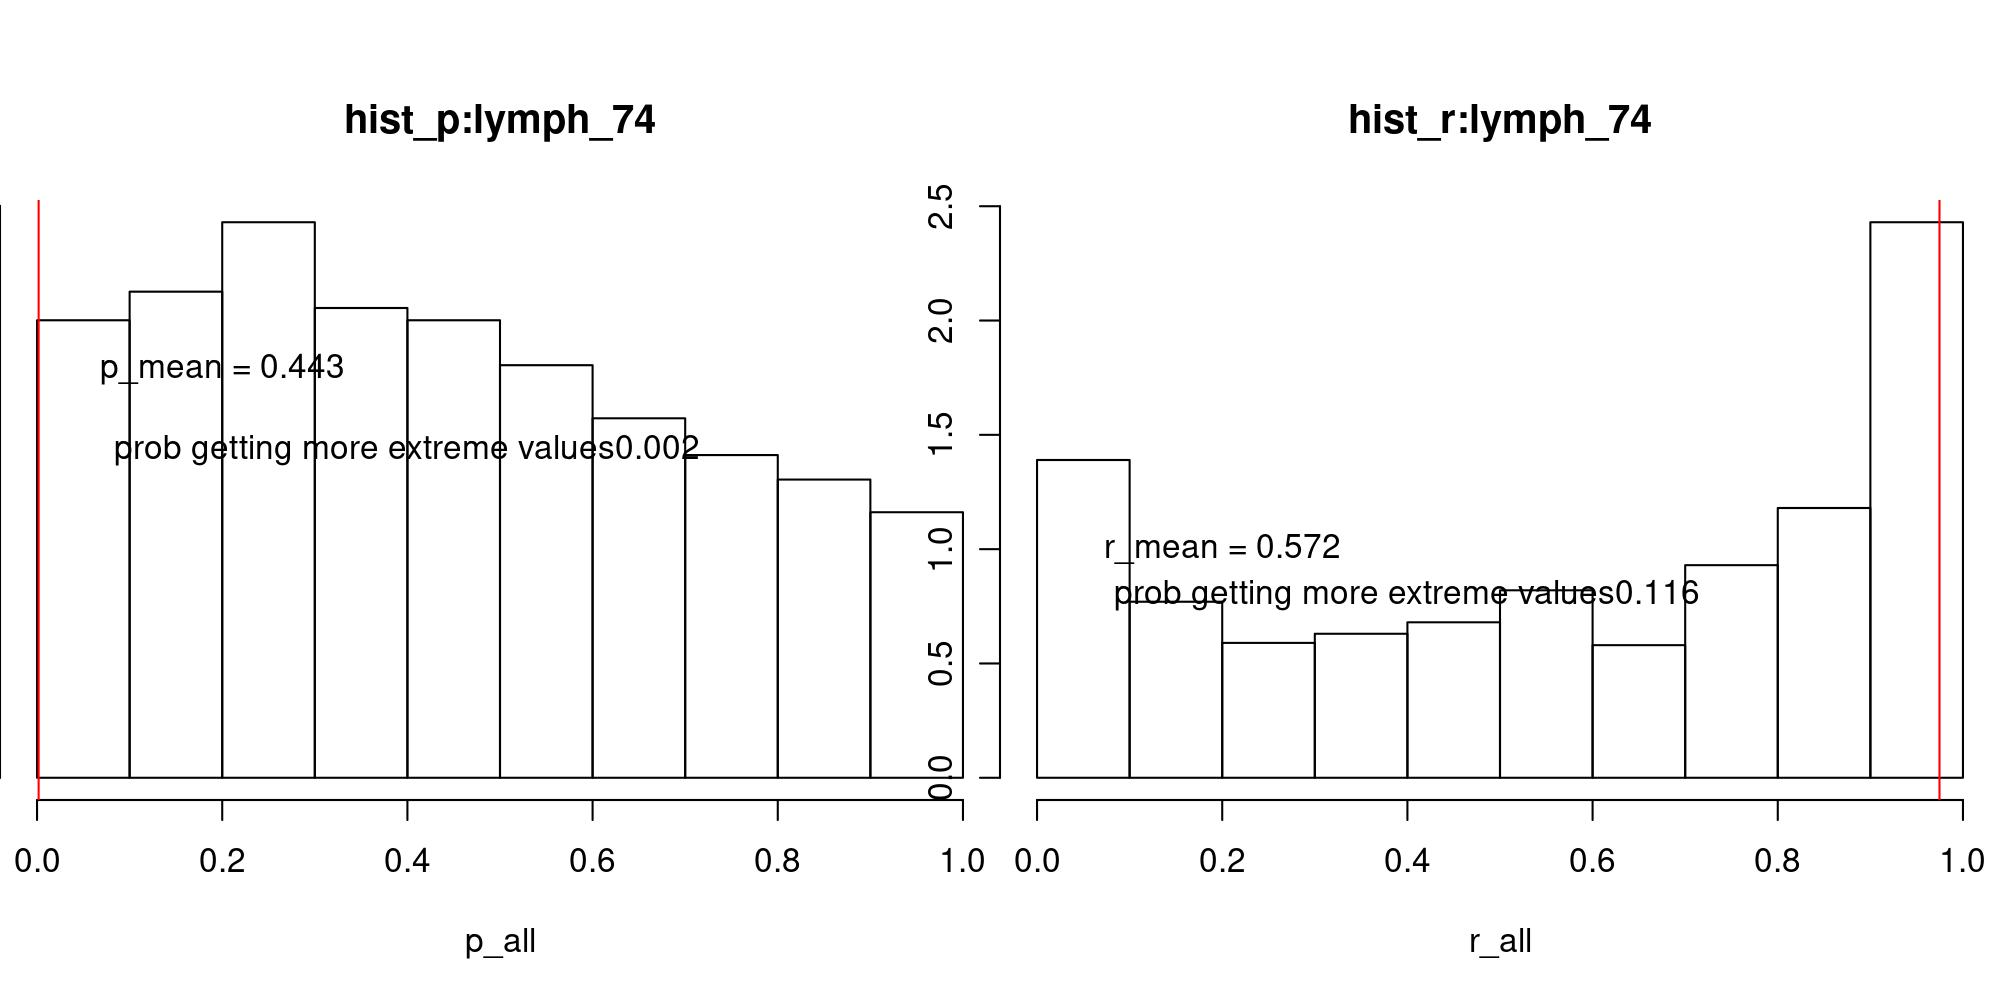 hist_p:lymph_74
p_mean = 0.443
prob getting more extreme values0.002
0.0 0.2 0.4 0.6 0.8 1.0
p_all
hist_r:lymph_74
2.5
2.0
1.5
1.0
0.5
0.0
r_mean = 0.572
prob getting more extreme values0.116
0.0 0.2 0.4 0.6 0.8 1.0
r_all